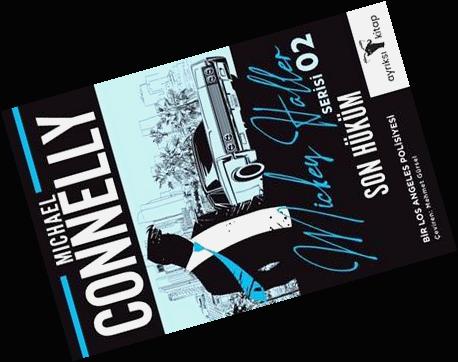 MICHAEL
CONNELLY
Mickey Haller
SERİSİ 02
SON HÜKÜM
BİR LOS ANGELES POLİSİYESİ
Çeviren: Mehmet Gürsel
ayrıksı kitap